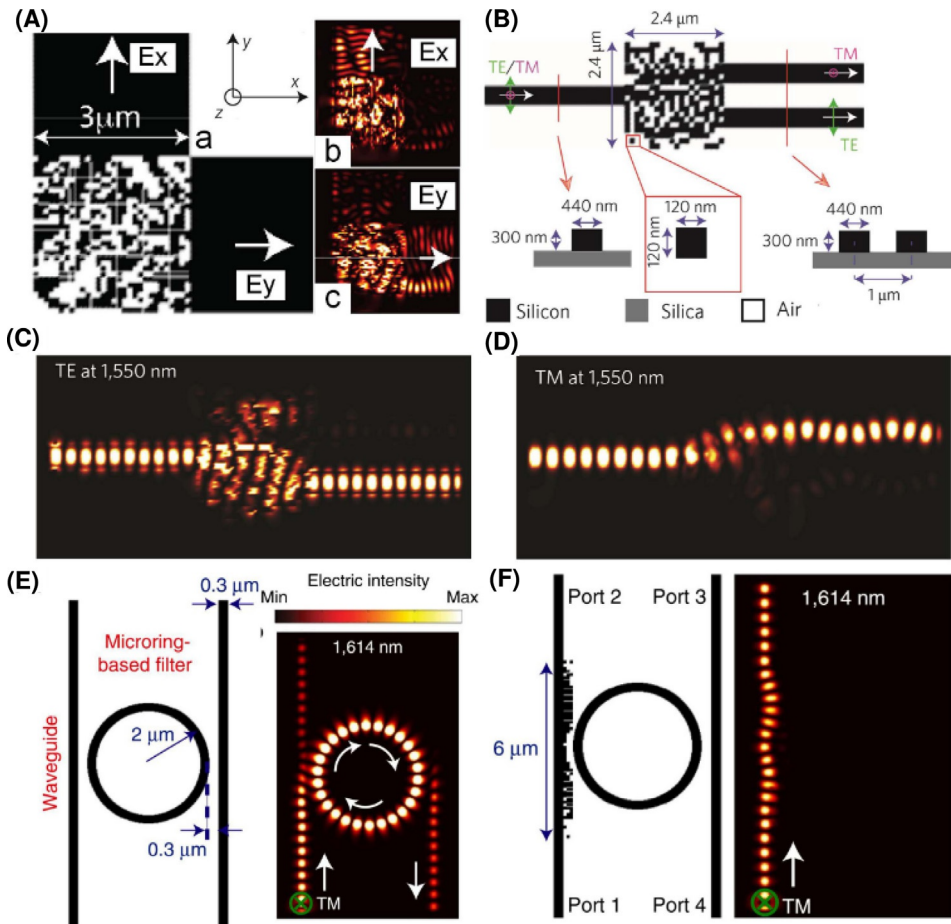 (A)
Ex
3μm
a
Ey
y
x
z
Ex
b
Ey
c
(B)
2.4 μm
2.4 μm
TE/TM
TM
TE
440 nm
300 nm
120 nm
120 nm
440 nm
300 nm
1 μm
Silicon
Silica
Air
(C)
TE at 1,550 nm
(D)
TM at 1,550 nm
(E)
0.3 μm
Microring-
based filter
Waveguide
2 μm
0.3 μm
Electric intensity
Min
Max
1,614 nm
TM
(F)
Port 2
Port 3
6 μm
Port 1
Port 4
1,614 nm
TM